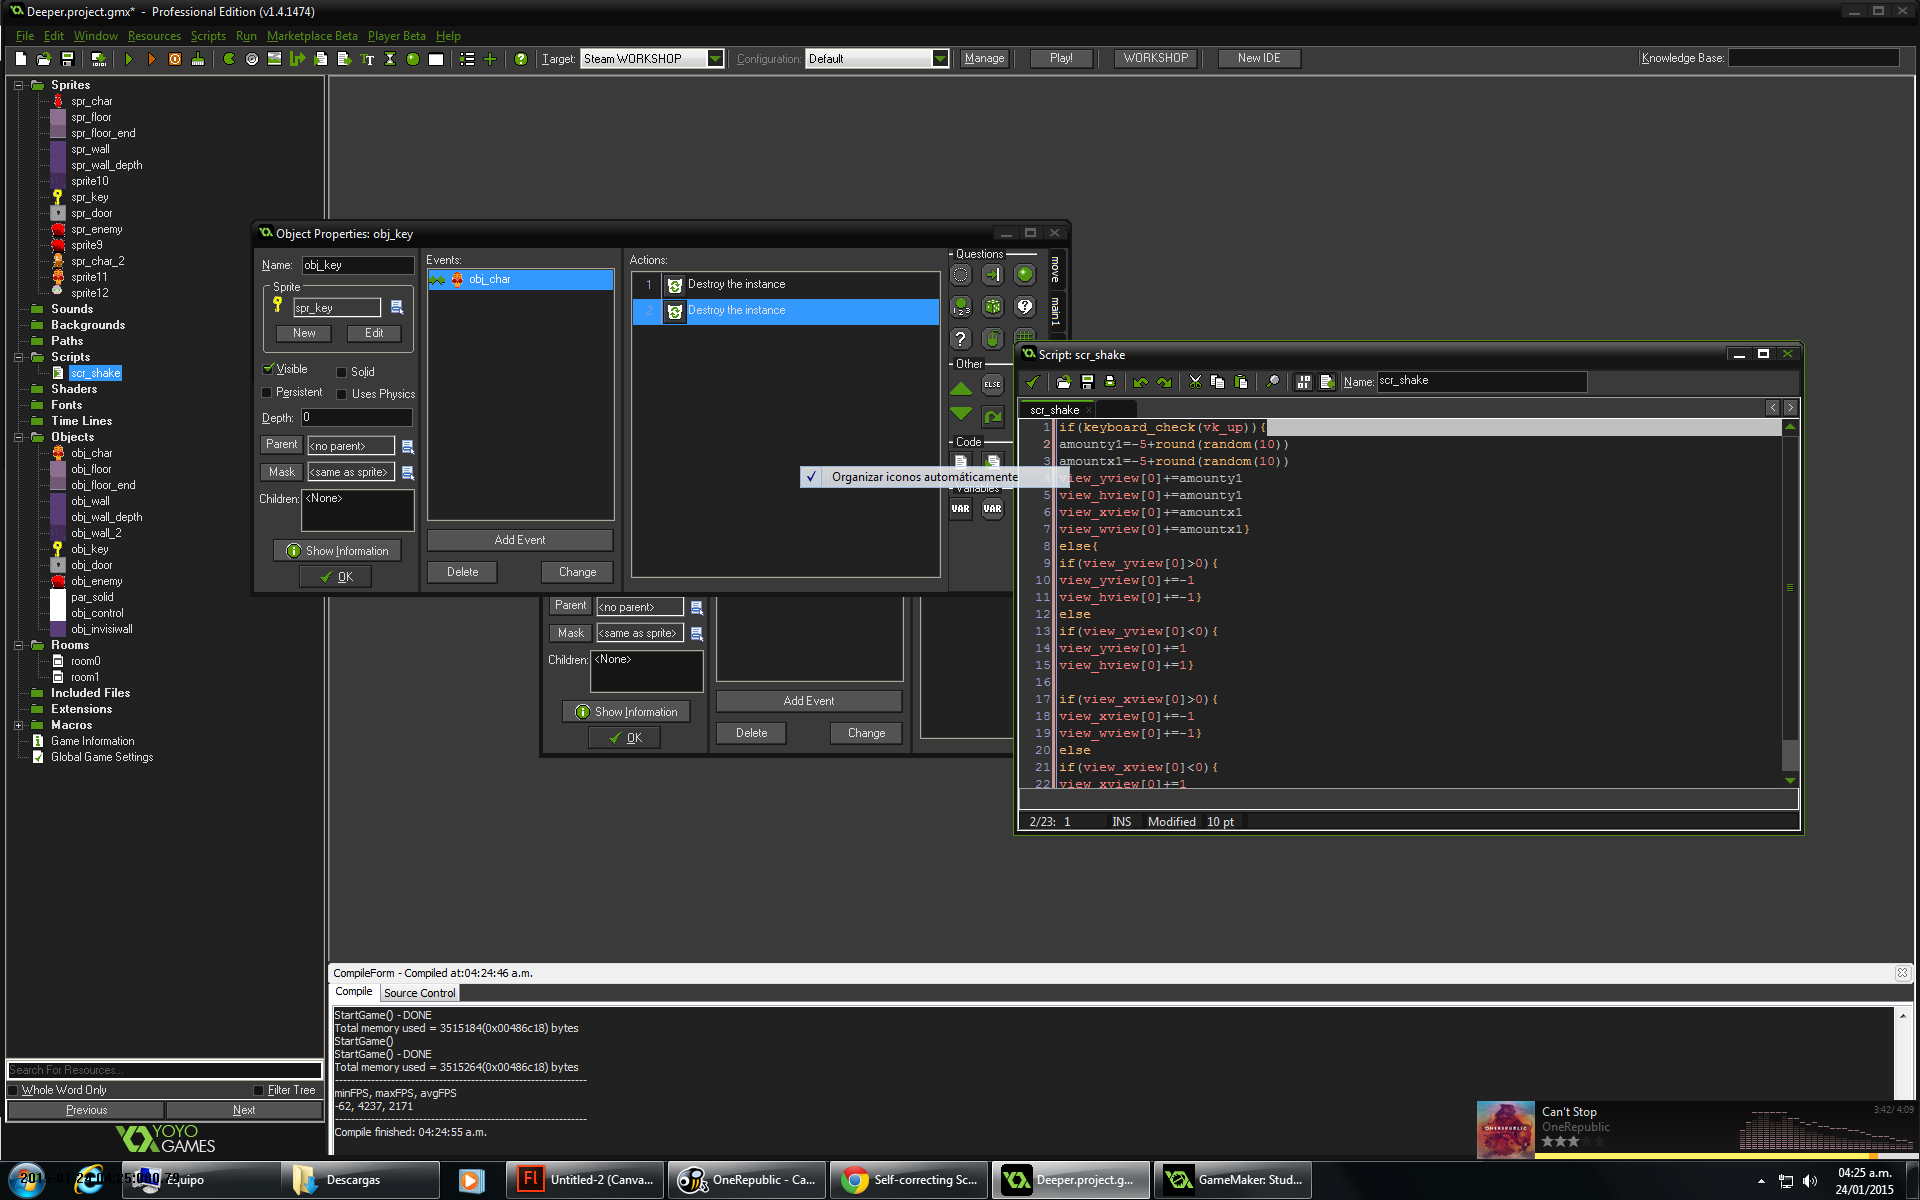 Deeper.project.gmx* - Professional Edition (v1.4.1474)
File Edit Window Resources Scripts Run Marketplace Beta Player Beta Help
Target: Steam WORKSHOP Configuration: Default Manage Play! WORKSHOP New IDE Knowledge Base:
Sprites
spr_char
spr_floor
spr_floor_end
spr_wall
spr_wall_depth
sprite10
spr_key
spr_door
spr_enemy
sprite9
spr_char_2
sprite11
sprite12
Sounds
Backgrounds
Paths
Scripts
scr_shake
Shaders
Fonts
Time Lines
Objects
obj_char
obj_floor
obj_floor_end
obj_wall
obj_wall_depth
obj_wall_2
obj_key
obj_door
obj_enemy
par_solid
obj_control
obj_invisiwall
Rooms
room0
room1
Included Files
Extensions
Macros
Game Information
Global Game Settings
Search For Resources...
Whole Word Only Filter Tree
Previous Next
YOYO
GAMES
Object Properties: obj_key
Name: obj_key
Sprite
spr_key
New Edit
Visible Solid
Persistent Uses Physics
Depth: 0
Parent <no parent>
Mask <same as sprite>
Children: <None>
Show Information
OK
Events:
obj_char
Add Event
Delete Change
Actions:
1 Destroy the instance
2 Destroy the instance
Questions
Other
ELSE
Code
Variables
VAR VAR
move
main1
Organizar iconos automáticamente
Parent <no parent>
Mask <same as sprite>
Children: <None>
Show Information
OK
Add Event
Delete Change
Script: scr_shake
Name: scr_shake
scr_shake
1 if(keyboard_check(vk_up)){
2 amounty1=-5+round(random(10))
3 amountx1=-5+round(random(10))
4 view_yview[0]+=amounty1
5 view_hview[0]+=amounty1
6 view_xview[0]+=amountx1
7 view_wview[0]+=amountx1}
8 else{
9 if(view_yview[0]>0){
10 view_yview[0]+=-1
11 view_hview[0]+=-1}
12 else
13 if(view_yview[0]<0){
14 view_yview[0]+=1
15 view_hview[0]+=1}
16
17 if(view_xview[0]>0){
18 view_xview[0]+=-1
19 view_wview[0]+=-1}
20 else
21 if(view_xview[0]<0){
22 view_xview[0]+=1
2/23: 1 INS Modified 10 pt
CompileForm - Compiled at:04:24:46 a.m.
Compile Source Control
StartGame() - DONE
Total memory used = 3515184(0x00486c18) bytes
StartGame()
StartGame() - DONE
Total memory used = 3515264(0x00486c18) bytes
minFPS, maxFPS, avgFPS
-62, 4237, 2171
Compile finished: 04:24:55 a.m.
Can't Stop
OneRepublic
3:42/ 4:09
Equipo
Descargas
Untitled-2 (Canva...
OneRepublic - Ca...
Self-correcting Sc...
Deeper.project.g...
GameMaker: Stud...
04:25 a.m.
24/01/2015